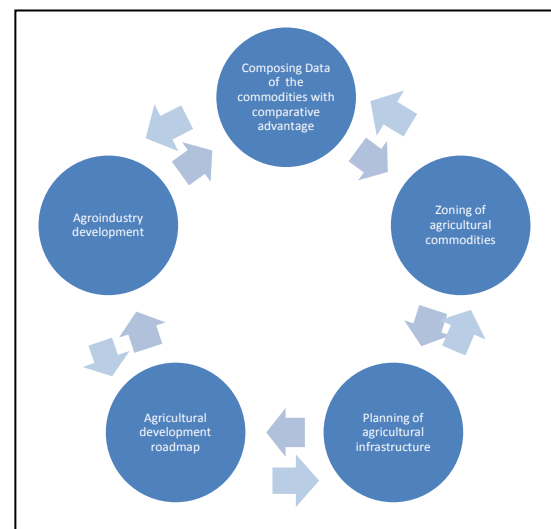 Composing Data
of the
commodities with
comparative
advantage
Zoning of
agricultural
commodities
Planning of
agricultural
infrastructure
Agricultural
development
roadmap
Agroindustry
development